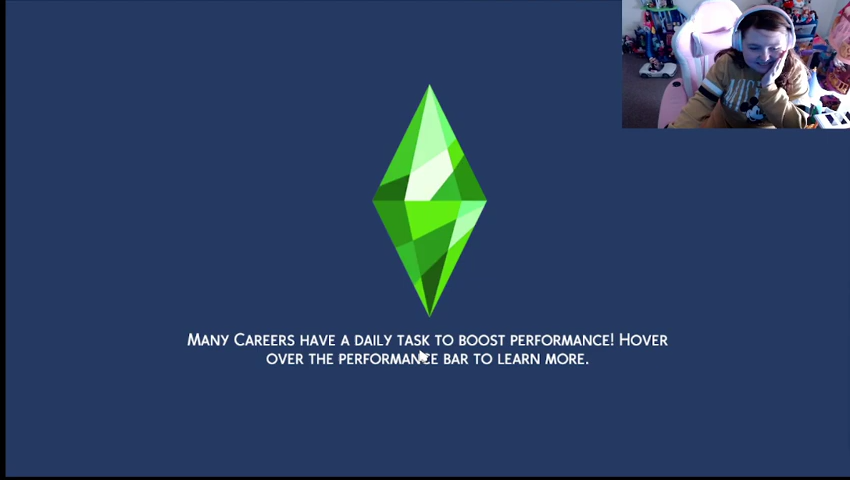 Many Careers have a daily task to boost performance! Hover
over the performance bar to learn more.